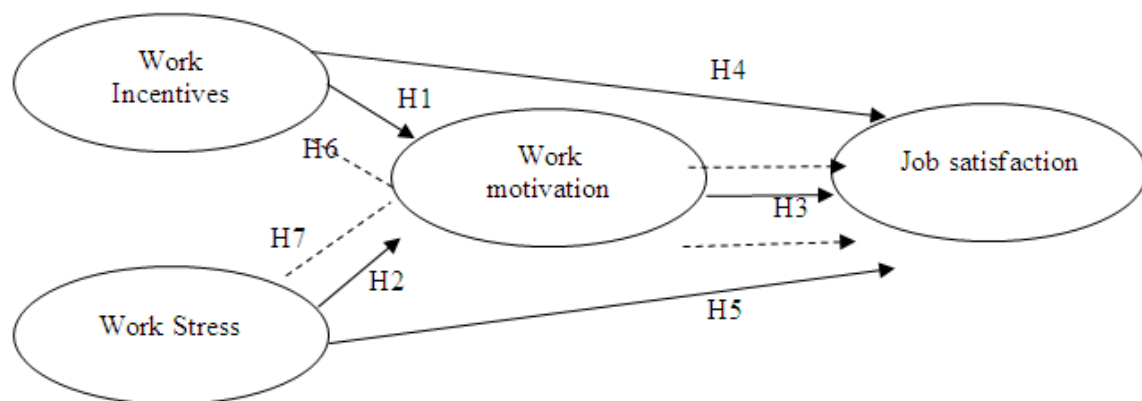 Work
Incentives
H4
H1
H6
Work
motivation
Job satisfaction
H3
H7
H2
H5
Work Stress